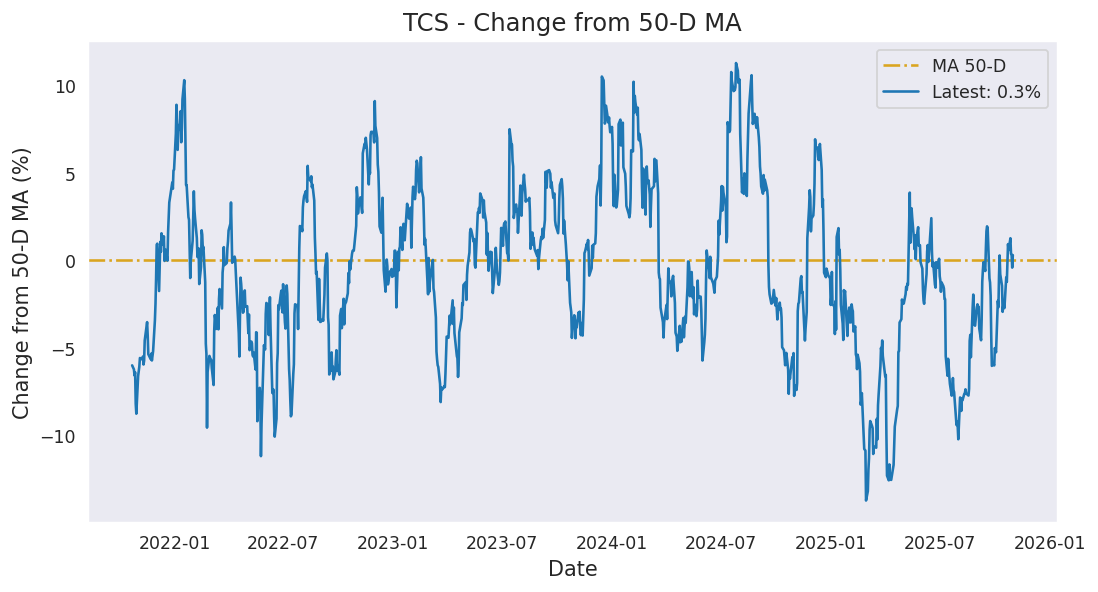 TCS - Change from 50-D MA
MA 50-D
Latest: 0.3%
Change from 50-D MA (%)
10
5
0
−5
−10
2022-01
2022-07
2023-01
2023-07
2024-01
2024-07
2025-01
2025-07
2026-01
Date